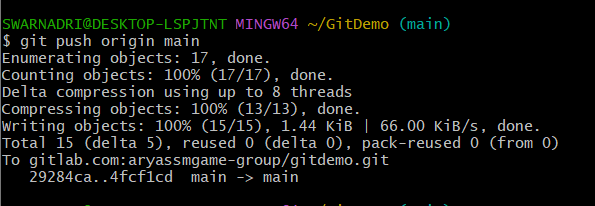 SWARNADRI@DESKTOP-LSPJTNT MINGW64 ~/GitDemo (main)
$ git push origin main
Enumerating objects: 17, done.
Counting objects: 100% (17/17), done.
Delta compression using up to 8 threads
Compressing objects: 100% (13/13), done.
Writing objects: 100% (15/15), 1.44 KiB | 66.00 KiB/s, done.
Total 15 (delta 5), reused 0 (delta 0), pack-reused 0 (from 0)
To gitlab.com:aryassmgame-group/gitdemo.git
   29284ca..4fcf1cd  main -> main